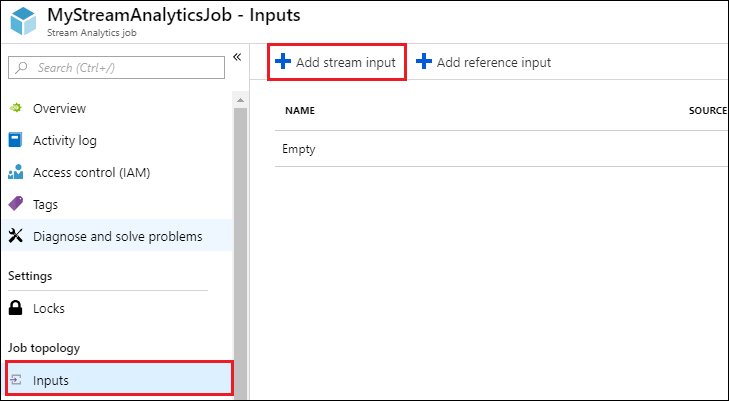 MyStreamAnalyticsJob - Inputs
Stream Analytics job
Search (Ctrl+/)
«
Overview
Activity log
Access control (IAM)
Tags
Diagnose and solve problems
Settings
Locks
Job topology
Inputs
Add stream input
Add reference input
NAME
SOURCE
Empty